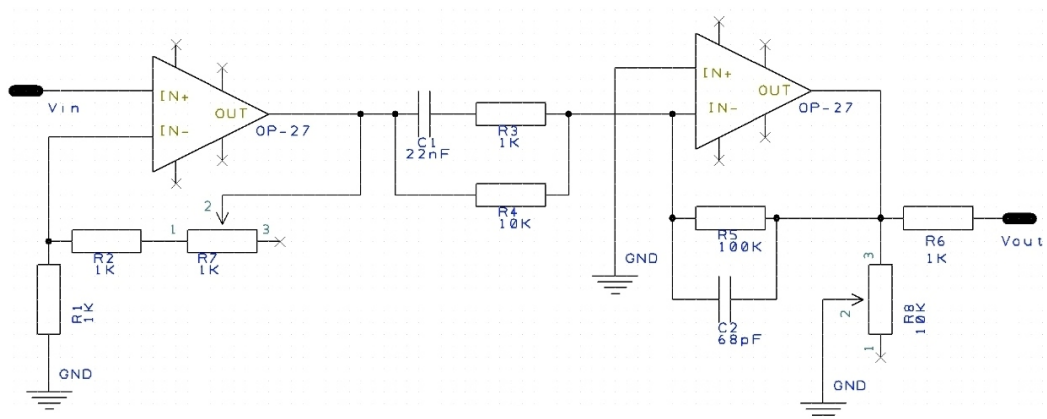 Vin
IN+
IN-
OUT
OP-27
2
1
3
R2
1K
R7
1K
R1
1K
GND
C1
22nF
R3
1K
R4
10K
GND
IN+
IN-
OUT
OP-27
R5
100K
C2
68pF
R6
1K
Vout
3
2
1
R8
10K
GND